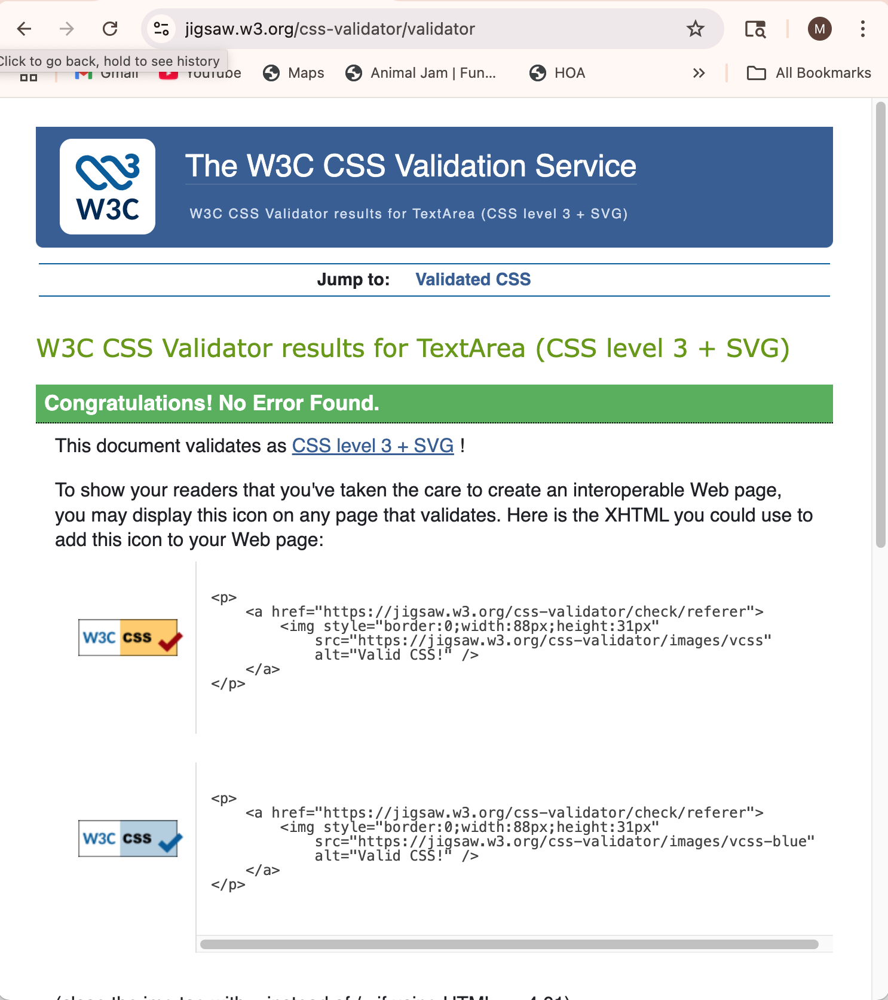 jigsaw.w3.org/css-validator/validator
M
Click to go back, hold to see history
Gmail YouTube Maps Animal Jam | Fun... HOA All Bookmarks
W3C
The W3C CSS Validation Service
W3C CSS Validator results for TextArea (CSS level 3 + SVG)
Jump to: Validated CSS
W3C CSS Validator results for TextArea (CSS level 3 + SVG)
Congratulations! No Error Found.
This document validates as CSS level 3 + SVG !
To show your readers that you've taken the care to create an interoperable Web page,
you may display this icon on any page that validates. Here is the XHTML you could use to
add this icon to your Web page:
W3C css
<p>
    <a href="https://jigsaw.w3.org/css-validator/check/referer">
        <img style="border:0;width:88px;height:31px"
            src="https://jigsaw.w3.org/css-validator/images/vcss"
            alt="Valid CSS!" />
    </a>
</p>
W3C css
<p>
    <a href="https://jigsaw.w3.org/css-validator/check/referer">
        <img style="border:0;width:88px;height:31px"
            src="https://jigsaw.w3.org/css-validator/images/vcss-blue"
            alt="Valid CSS!" />
    </a>
</p>